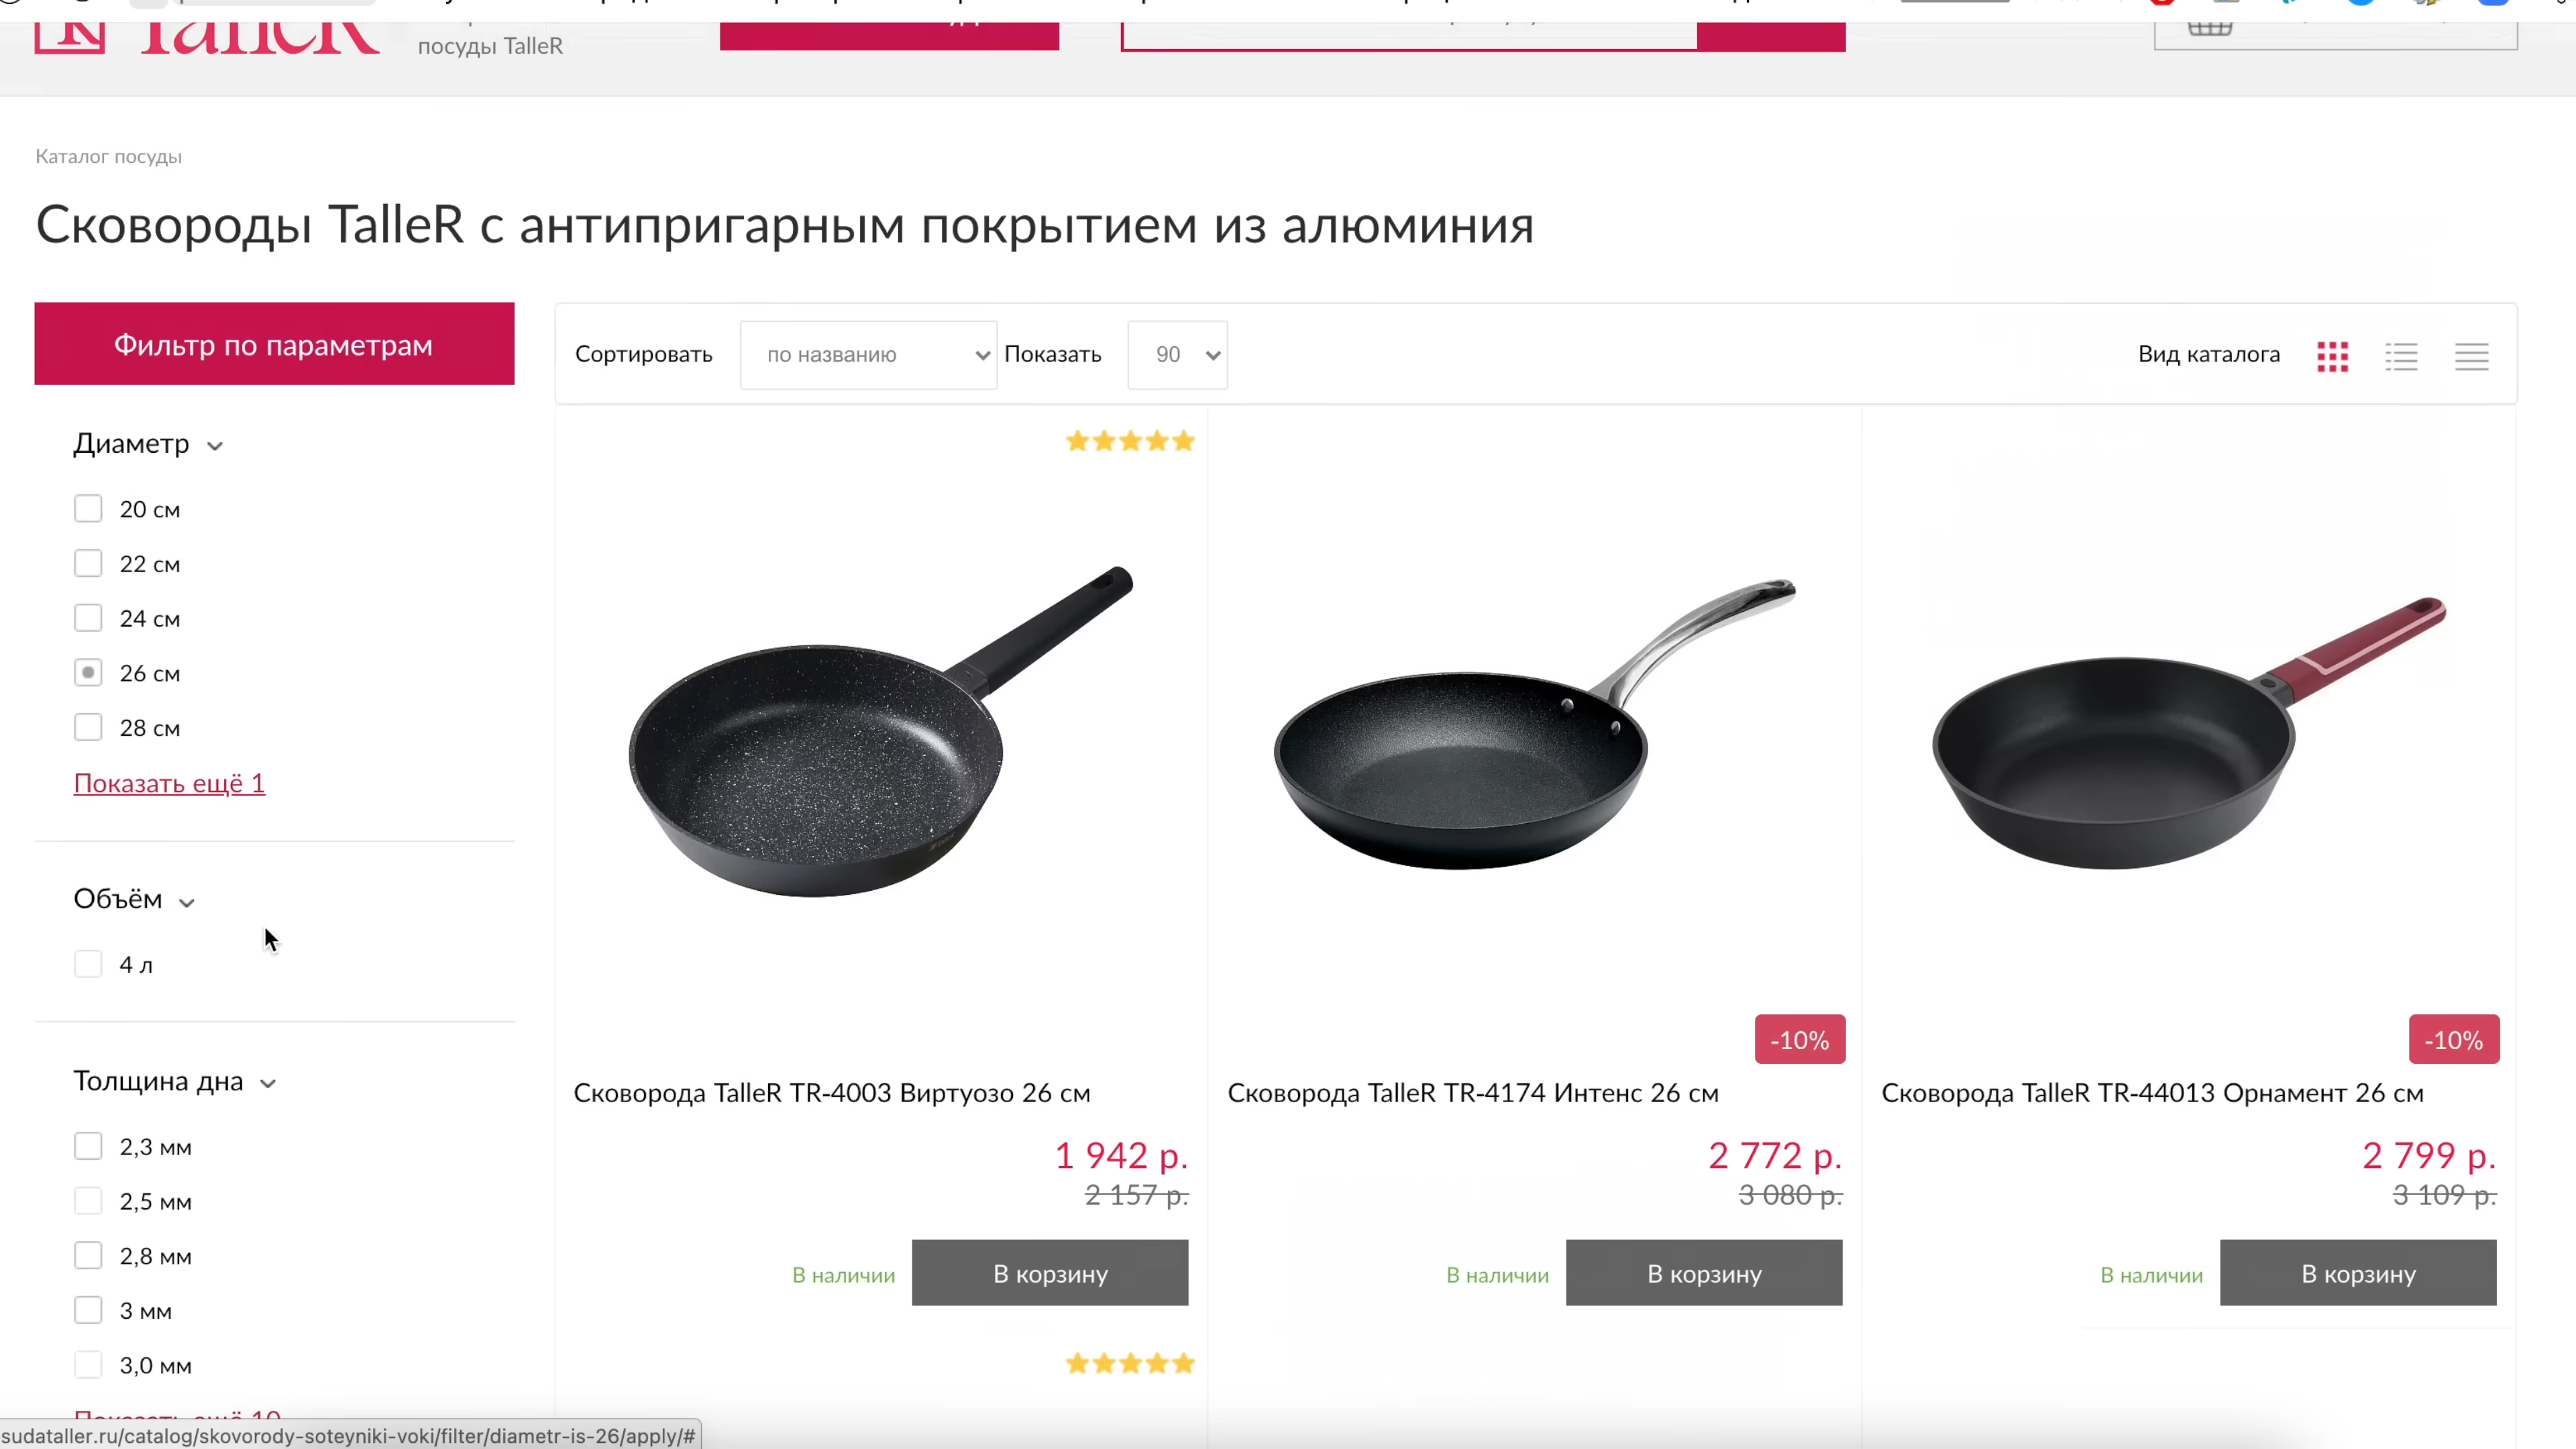 TalleR
посуды TalleR
Каталог посуды
Сковороды TalleR с антипригарным покрытием из алюминия
Фильтр по параметрам
Сортировать по названию Показать 90 Вид каталога
Диаметр
20 см
22 см
24 см
26 см
28 см
Показать ещё 1
Объём
4 л
Толщина дна
2,3 мм
2,5 мм
2,8 мм
3 мм
3,0 мм
Показать ещё 10
Сковорода TalleR TR-4003 Виртуозо 26 см
1 942 р.
2 157 р.
В наличии В корзину
-10%
Сковорода TalleR TR-4174 Интенс 26 см
2 772 р.
3 080 р.
В наличии В корзину
-10%
Сковорода TalleR TR-44013 Орнамент 26 см
2 799 р.
3 109 р.
В наличии В корзину
sudataller.ru/catalog/skovorody-soteyniki-voki/filter/diametr-is-26/apply/#